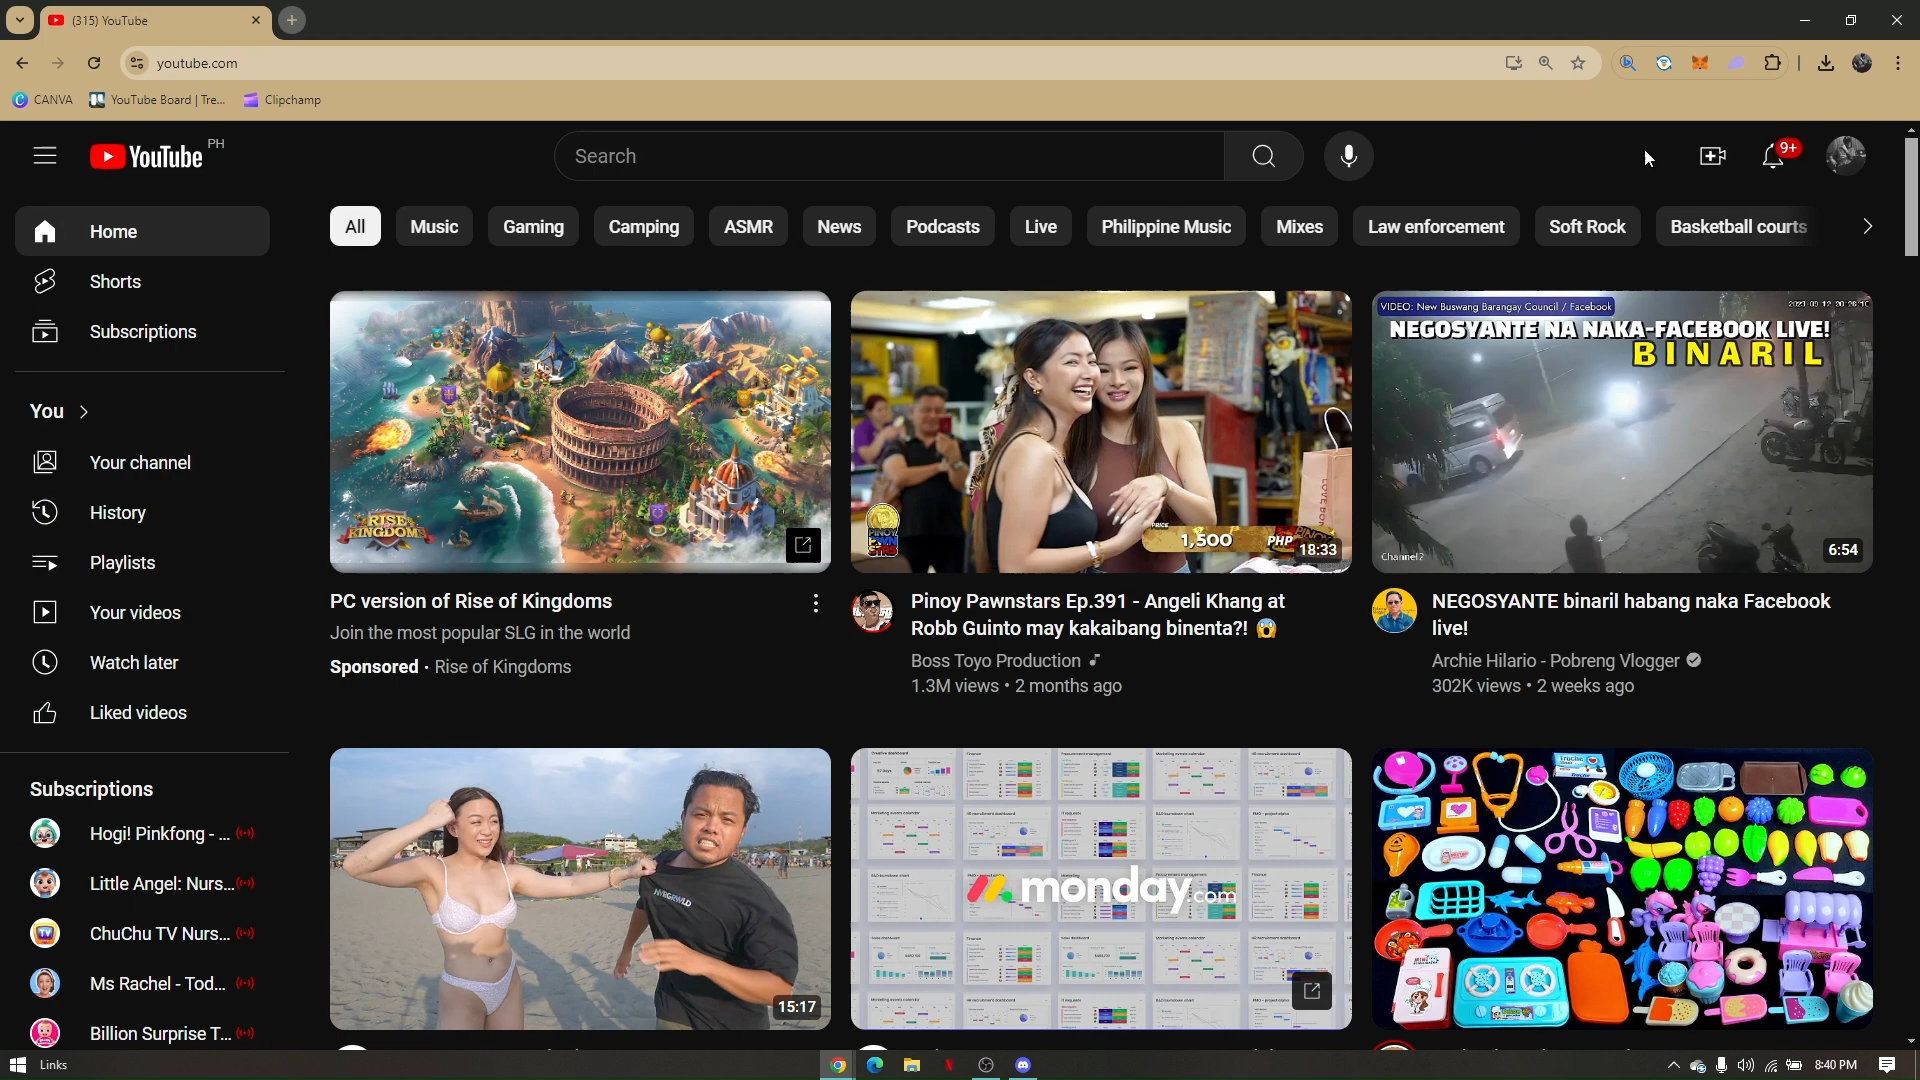 (315) YouTube
youtube.com
CANVA
YouTube Board | Tre...
Clipchamp
YouTube PH
Search
9+
Home
Shorts
Subscriptions
You
Your channel
History
Playlists
Your videos
Watch later
Liked videos
Subscriptions
Hogi! Pinkfong - ...
Little Angel: Nurs...
ChuChu TV Nurs...
Ms Rachel - Tod...
Billion Surprise T...
All
Music
Gaming
Camping
ASMR
News
Podcasts
Live
Philippine Music
Mixes
Law enforcement
Soft Rock
Basketball courts
RISE OF KINGDOMS
PC version of Rise of Kingdoms
Join the most popular SLG in the world
Sponsored · Rise of Kingdoms
PRICE
1,500 PHP
18:33
Pinoy Pawnstars Ep.391 - Angeli Khang at
Robb Guinto may kakaibang binenta?! 😱
Boss Toyo Production
1.3M views • 2 months ago
VIDEO: New Buswang Barangay Council / Facebook
NEGOSYANTE NA NAKA-FACEBOOK LIVE!
BINARIL
Channel2
6:54
NEGOSYANTE binaril habang naka Facebook
live!
Archie Hilario - Pobreng Vlogger
302K views • 2 weeks ago
NVRGRWLD
15:17
monday.com
Links
8:40 PM